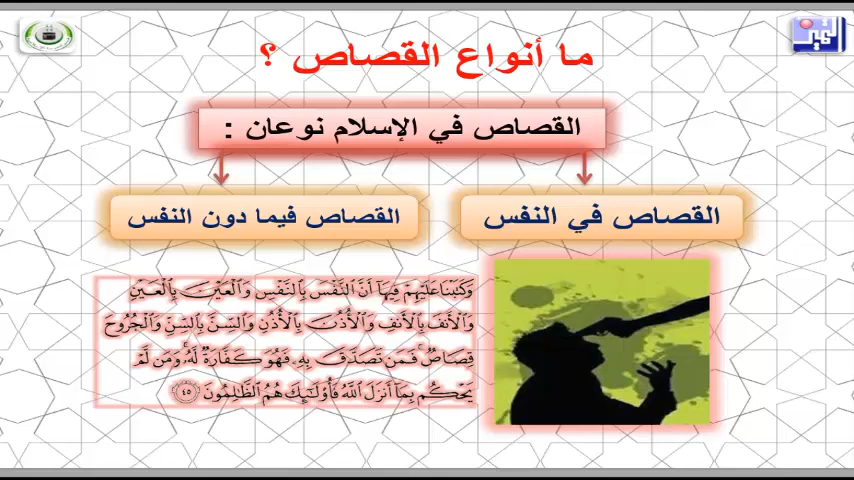 ما أنواع القصاص ؟
القصاص في الإسلام نوعان :
القصاص في النفس
القصاص فيما دون النفس
وَكَتَبْنَا عَلَيْهِمْ فِيهَا أَنَّ النَّفْسَ بِالنَّفْسِ وَالْعَيْنَ بِالْعَيْنِ
وَالْأَنفَ بِالْأَنفِ وَالْأُذُنَ بِالْأُذُنِ وَالسِّنَّ بِالسِّنِّ وَالْجُرُوحَ
قِصَاصٌ فَمَن تَصَدَّقَ بِهِ فَهُوَ كَفَّارَةٌ لَّهُ وَمَن لَّمْ
يَحْكُم بِمَا أَنزَلَ اللَّهُ فَأُوْلَٰئِكَ هُمُ الظَّالِمُونَ ٤٥